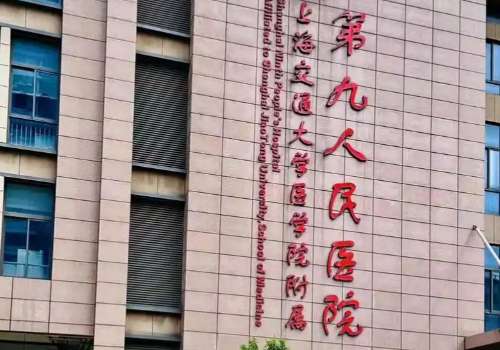 第九人民医院
上海交通大学医学院附属
Shanghai Ninth People's Hospital
Affiliated to Shanghai JiaoTong University, School of Medicine